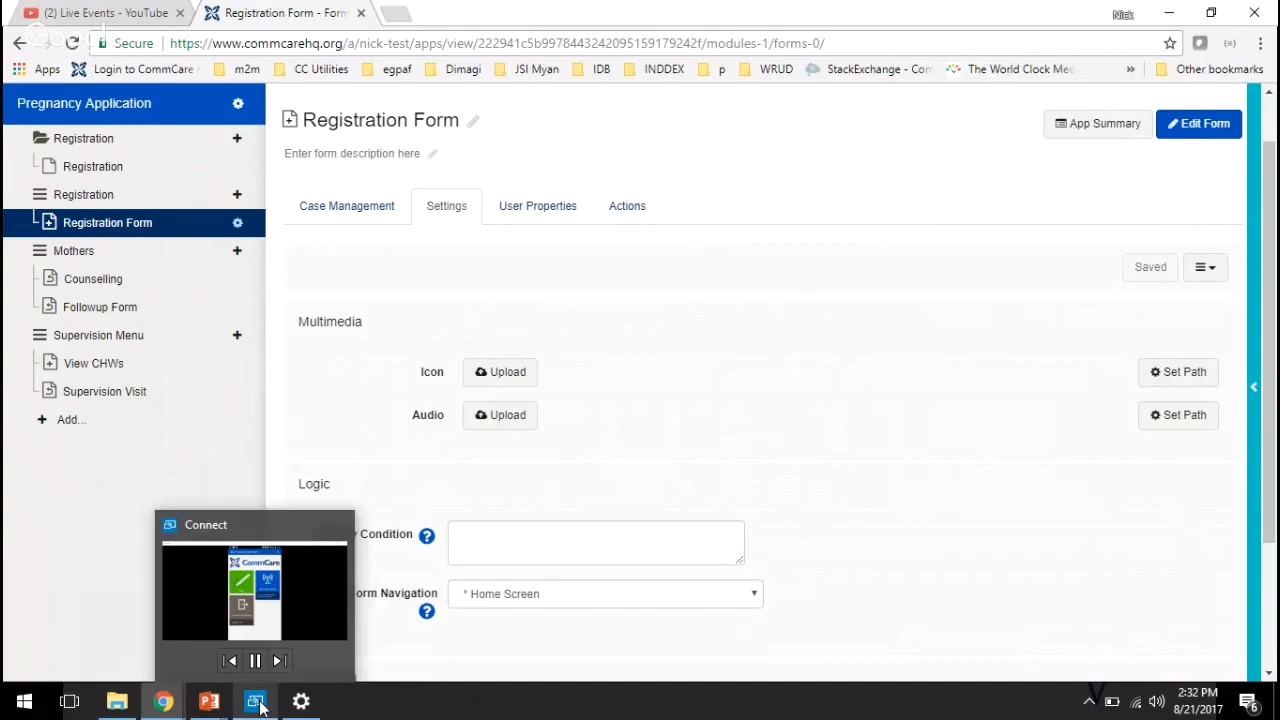 (2) Live Events - YouTube
Registration Form - Form
Nick
Secure
https://www.commcarehq.org/a/nick-test/apps/view/222941c5b9978443242095159179242f/modules-1/forms-0/
Apps
Login to CommCare
m2m
CC Utilities
egpaf
Dimagi
JSI Myan
IDB
INDDEX
p
WRUD
StackExchange - Com
The World Clock Mee
»
Other bookmarks
Pregnancy Application
Registration
Registration
Registration
Registration Form
Mothers
Counselling
Followup Form
Supervision Menu
View CHWs
Supervision Visit
Add...
Registration Form
App Summary
Edit Form
Enter form description here
Case Management
Settings
User Properties
Actions
Saved
Multimedia
Icon
Upload
Set Path
Audio
Upload
Set Path
Logic
y Condition
orm Navigation
* Home Screen
Connect
CommCare
2:32 PM
8/21/2017
6